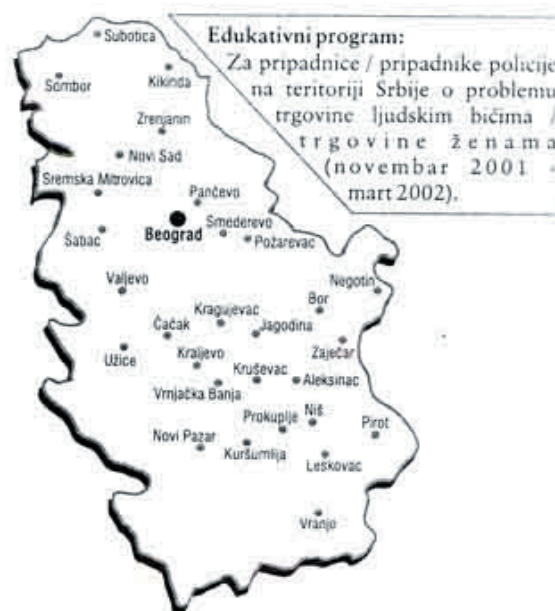 Edukativni program:
Za pripadnice / pripadnike policije
na teritoriji Srbije o problemu
trgovine ljudskim bićima /
trgovine ženama
(novembar 2001 -
mart 2002).
Subotica
Sombor
Kikinda
Zrenjanin
Novi Sad
Sremska Mitrovica
Pančevo
Beograd
Smederevo
Požarevac
Šabac
Valjevo
Negotin
Bor
Kragujevac
Čačak
Jagodina
Zaječar
Užice
Kraljevo
Kruševac
Aleksinac
Vrnjačka Banja
Prokuplje
Niš
Pirot
Novi Pazar
Kuršumlija
Leskovac
Vranje